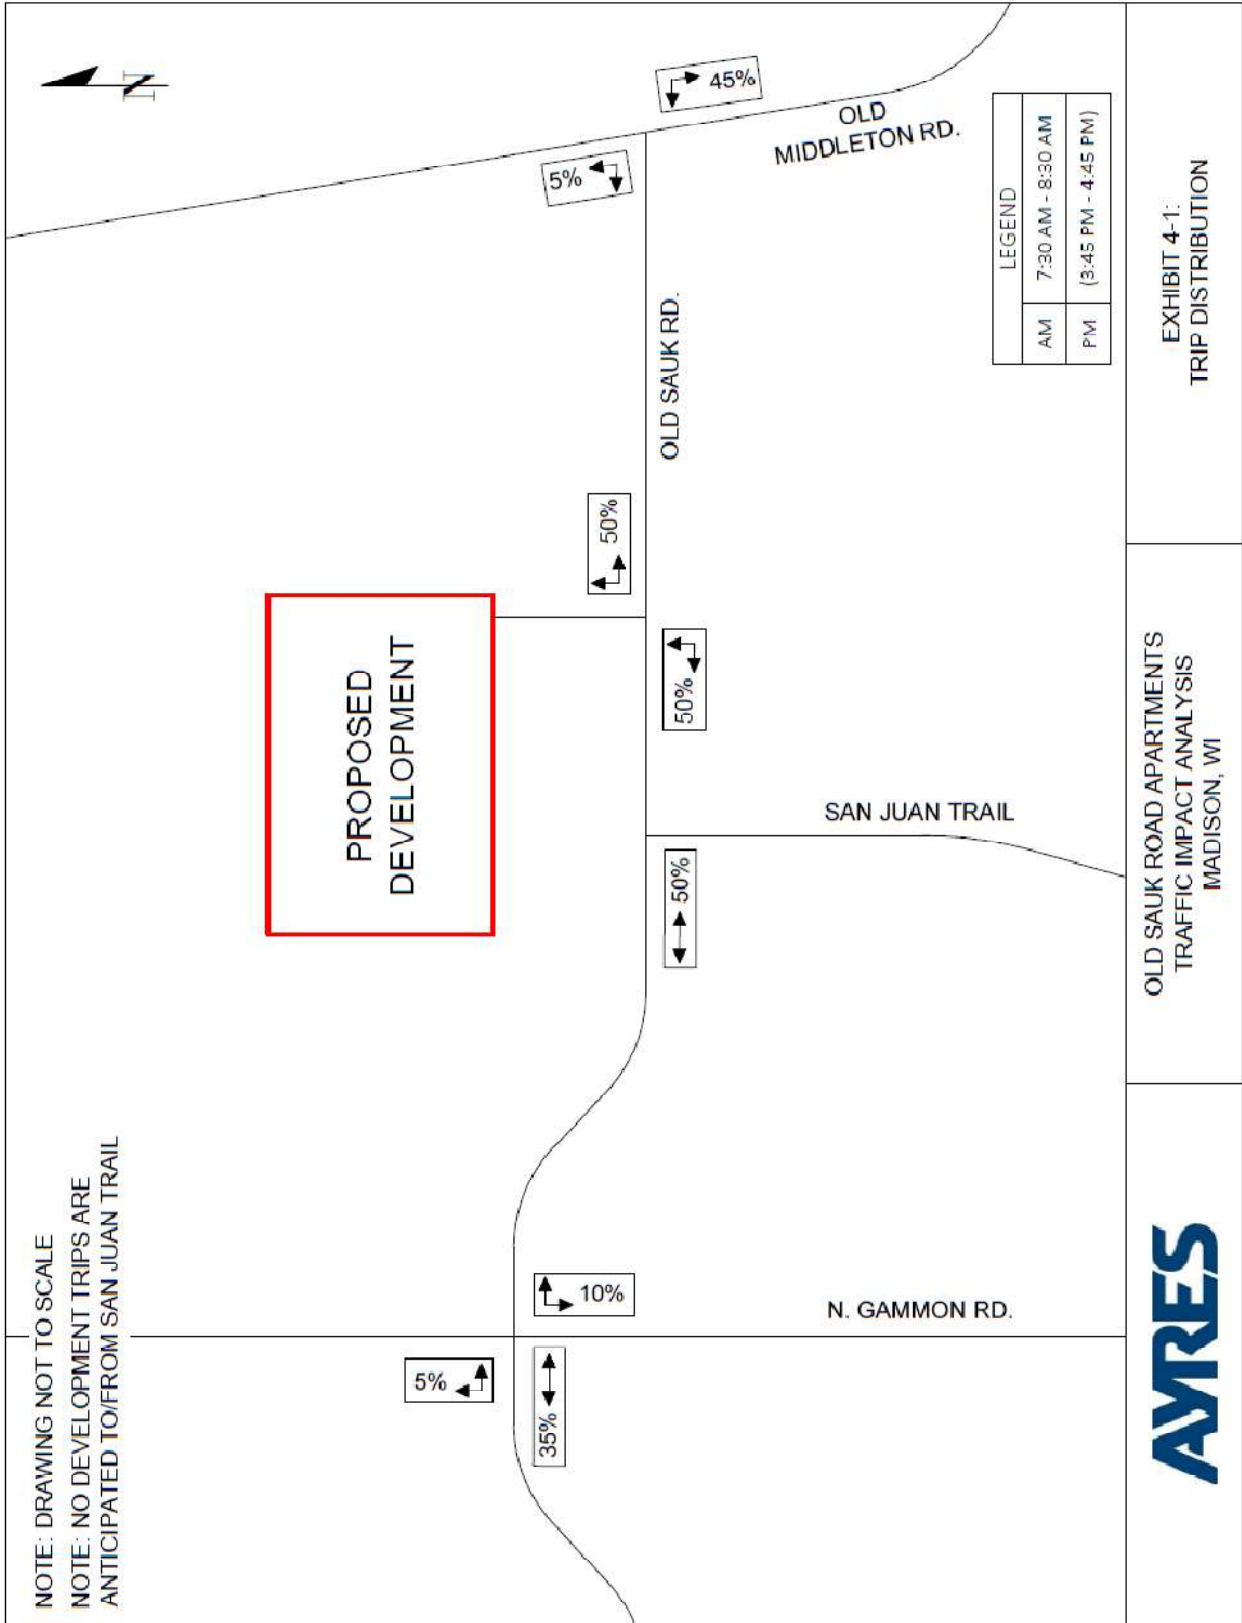 NOTE: DRAWING NOT TO SCALE
NOTE: NO DEVELOPMENT TRIPS ARE
ANTICIPATED TO/FROM SAN JUAN TRAIL
N
5%
35%
10%
N. GAMMON RD.
PROPOSED
DEVELOPMENT
50%
SAN JUAN TRAIL
50%
50%
OLD SAUK RD.
5%
45%
OLD
MIDDLETON RD.
LEGEND
AM 7:30 AM - 8:30 AM
PM (3:45 PM - 4:45 PM)
AYRES
OLD SAUK ROAD APARTMENTS
TRAFFIC IMPACT ANALYSIS
MADISON, WI
EXHIBIT 4-1:
TRIP DISTRIBUTION